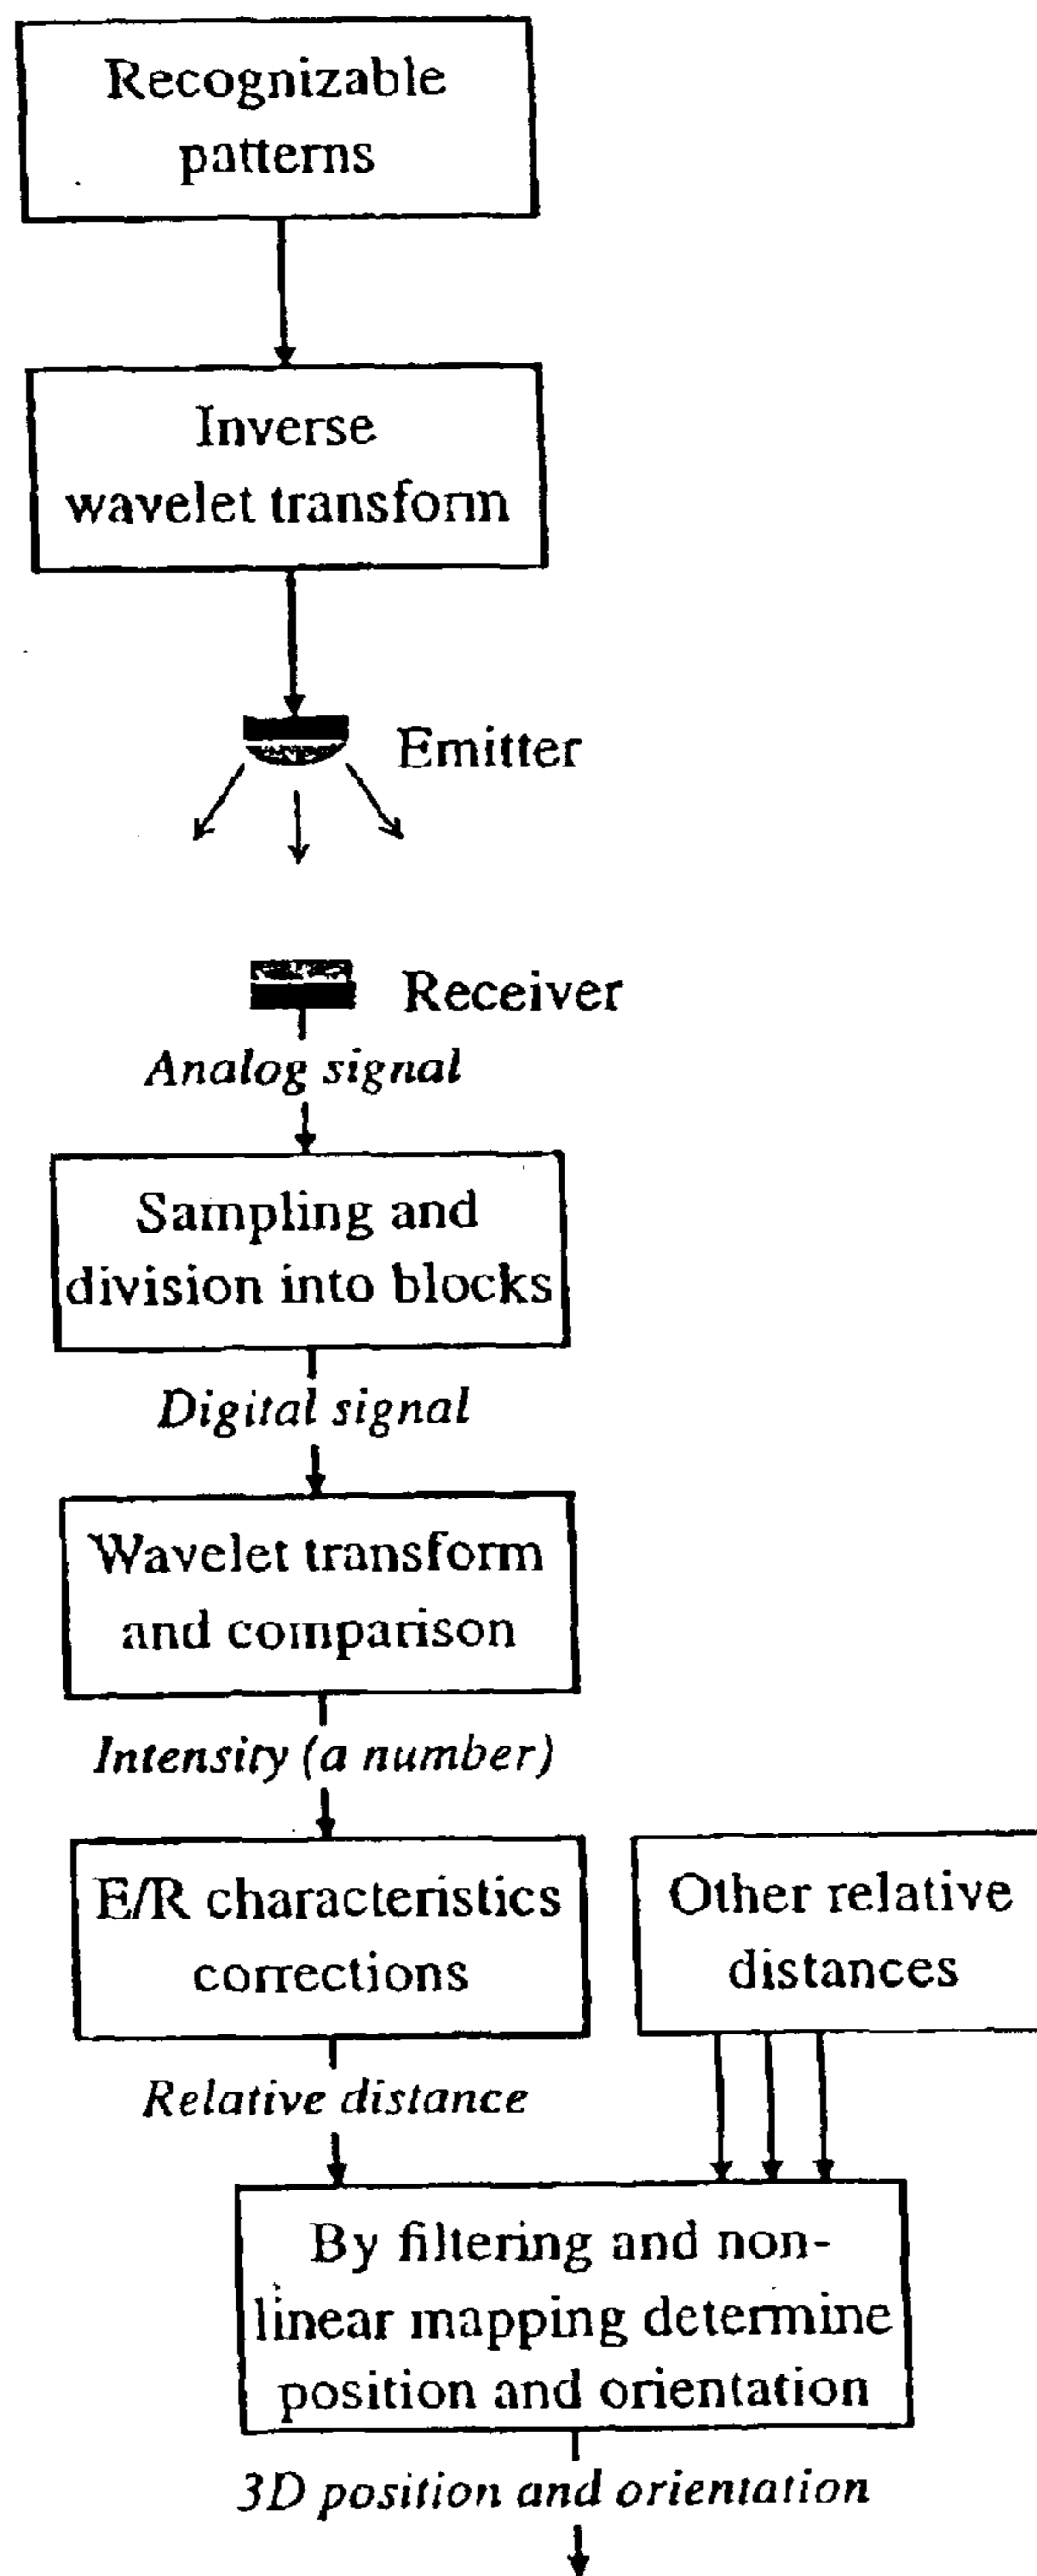 Recognizable
patterns
Inverse
wavelet transform
Emitter
Receiver
Analog signal
Sampling and
division into blocks
Digital signal
Wavelet transform
and comparison
Intensity (a number)
E/R characteristics
corrections
Other relative
distances
Relative distance
By filtering and non-
linear mapping determine
position and orientation
3D position and orientation